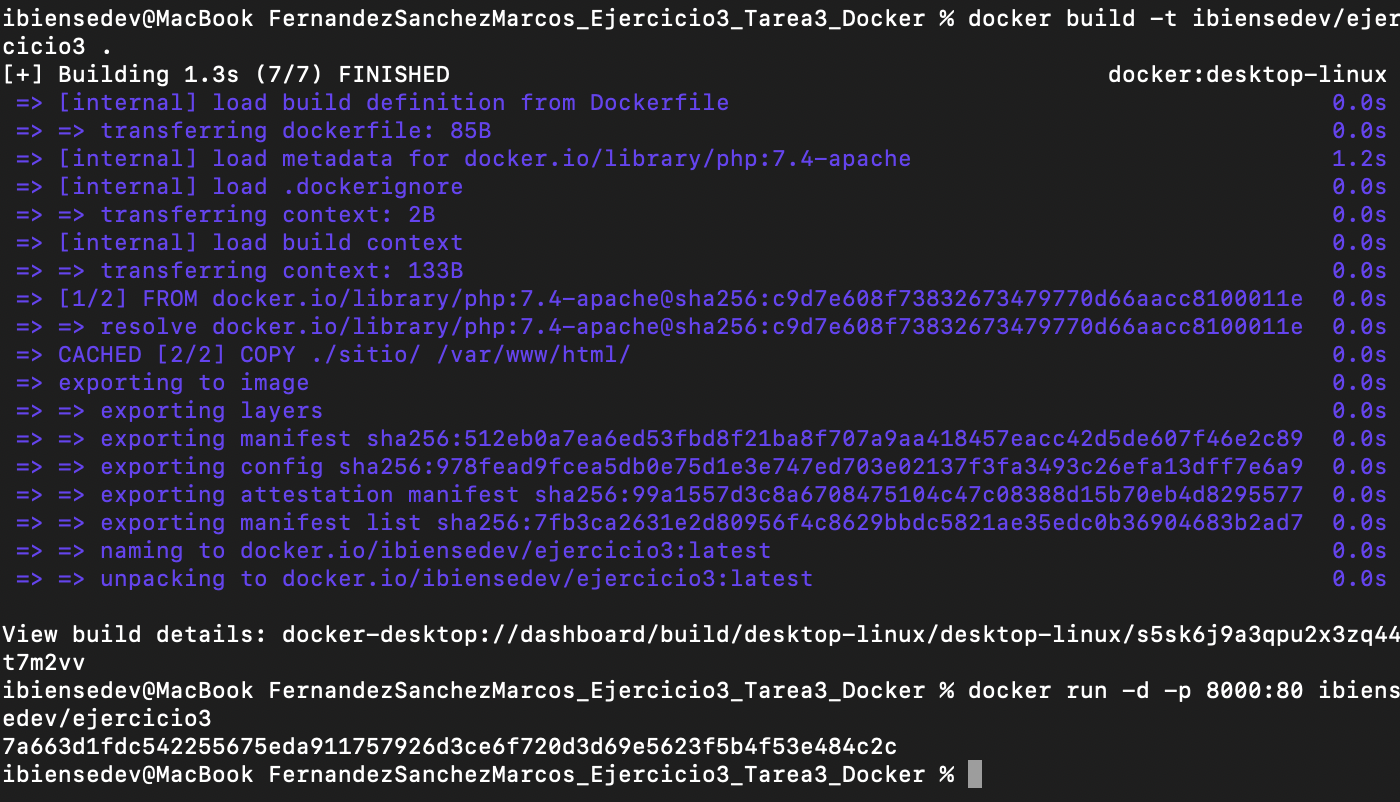 ibiensedev@MacBook FernandezSanchezMarcos_Ejercicio3_Tarea3_Docker % docker build -t ibiensedev/ejer
cicio3 .
[+] Building 1.3s (7/7) FINISHED docker:desktop-linux
=> [internal] load build definition from Dockerfile 0.0s
=> => transferring dockerfile: 85B 0.0s
=> [internal] load metadata for docker.io/library/php:7.4-apache 1.2s
=> [internal] load .dockerignore 0.0s
=> => transferring context: 2B 0.0s
=> [internal] load build context 0.0s
=> => transferring context: 133B 0.0s
=> [1/2] FROM docker.io/library/php:7.4-apache@sha256:c9d7e608f73832673479770d66aacc8100011e 0.0s
=> => resolve docker.io/library/php:7.4-apache@sha256:c9d7e608f73832673479770d66aacc8100011e 0.0s
=> CACHED [2/2] COPY ./sitio/ /var/www/html/ 0.0s
=> exporting to image 0.0s
=> => exporting layers 0.0s
=> => exporting manifest sha256:512eb0a7ea6ed53fbd8f21ba8f707a9aa418457eacc42d5de607f46e2c89 0.0s
=> => exporting config sha256:978fead9fcea5db0e75d1e3e747ed703e02137f3fa3493c26efa13dff7e6a9 0.0s
=> => exporting attestation manifest sha256:99a1557d3c8a6708475104c47c08388d15b70eb4d8295577 0.0s
=> => exporting manifest list sha256:7fb3ca2631e2d80956f4c8629bbdc5821ae35edc0b36904683b2ad7 0.0s
=> => naming to docker.io/ibiensedev/ejercicio3:latest 0.0s
=> => unpacking to docker.io/ibiensedev/ejercicio3:latest 0.0s
View build details: docker-desktop://dashboard/build/desktop-linux/desktop-linux/s5sk6j9a3qpu2x3zq44
t7m2vv
ibiensedev@MacBook FernandezSanchezMarcos_Ejercicio3_Tarea3_Docker % docker run -d -p 8000:80 ibiens
edev/ejercicio3
7a663d1fdc542255675eda911757926d3ce6f720d3d69e5623f5b4f53e484c2c
ibiensedev@MacBook FernandezSanchezMarcos_Ejercicio3_Tarea3_Docker %